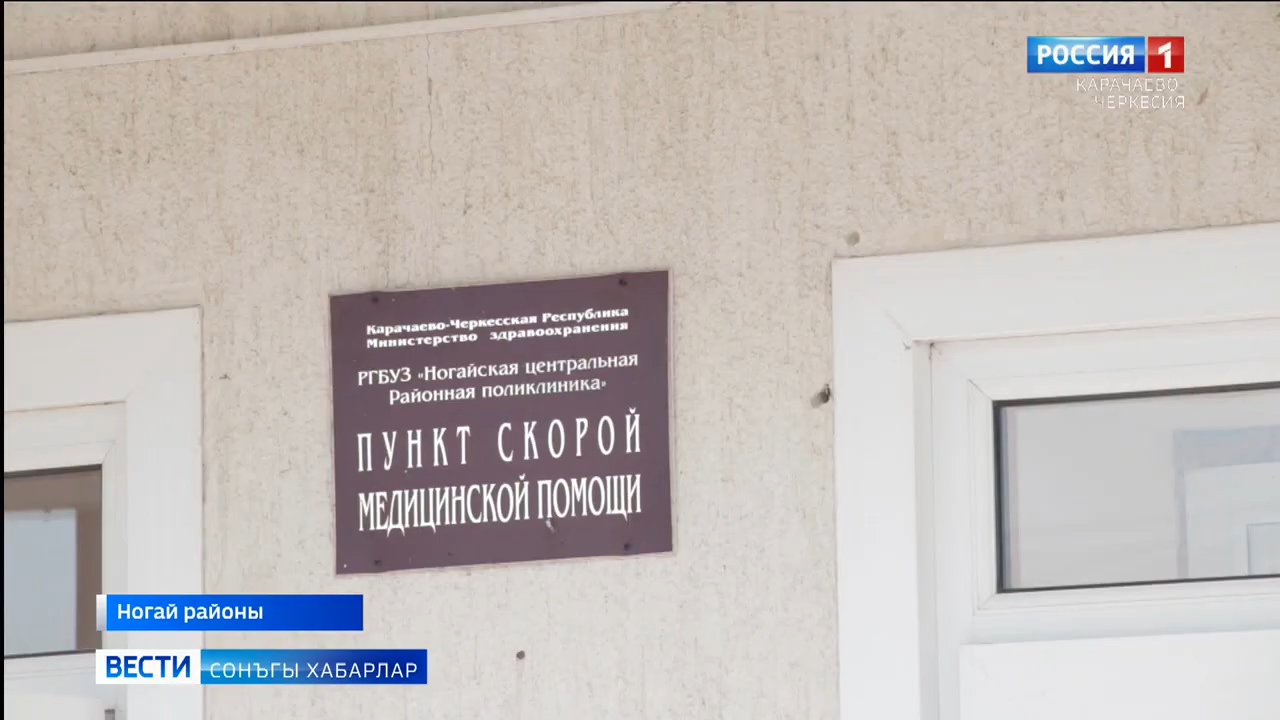 РОССИЯ 1
КАРАЧАЕВО-
ЧЕРКЕСИЯ
Карачаево-Черкесская Республика
Министерство здравоохранения
РГБУЗ «Ногайская центральная
Районная поликлиника»
ПУНКТ СКОРОЙ
МЕДИЦИНСКОЙ ПОМОЩИ
Ногай районы
ВЕСТИ СОНЪГЫ ХАБАРЛАР